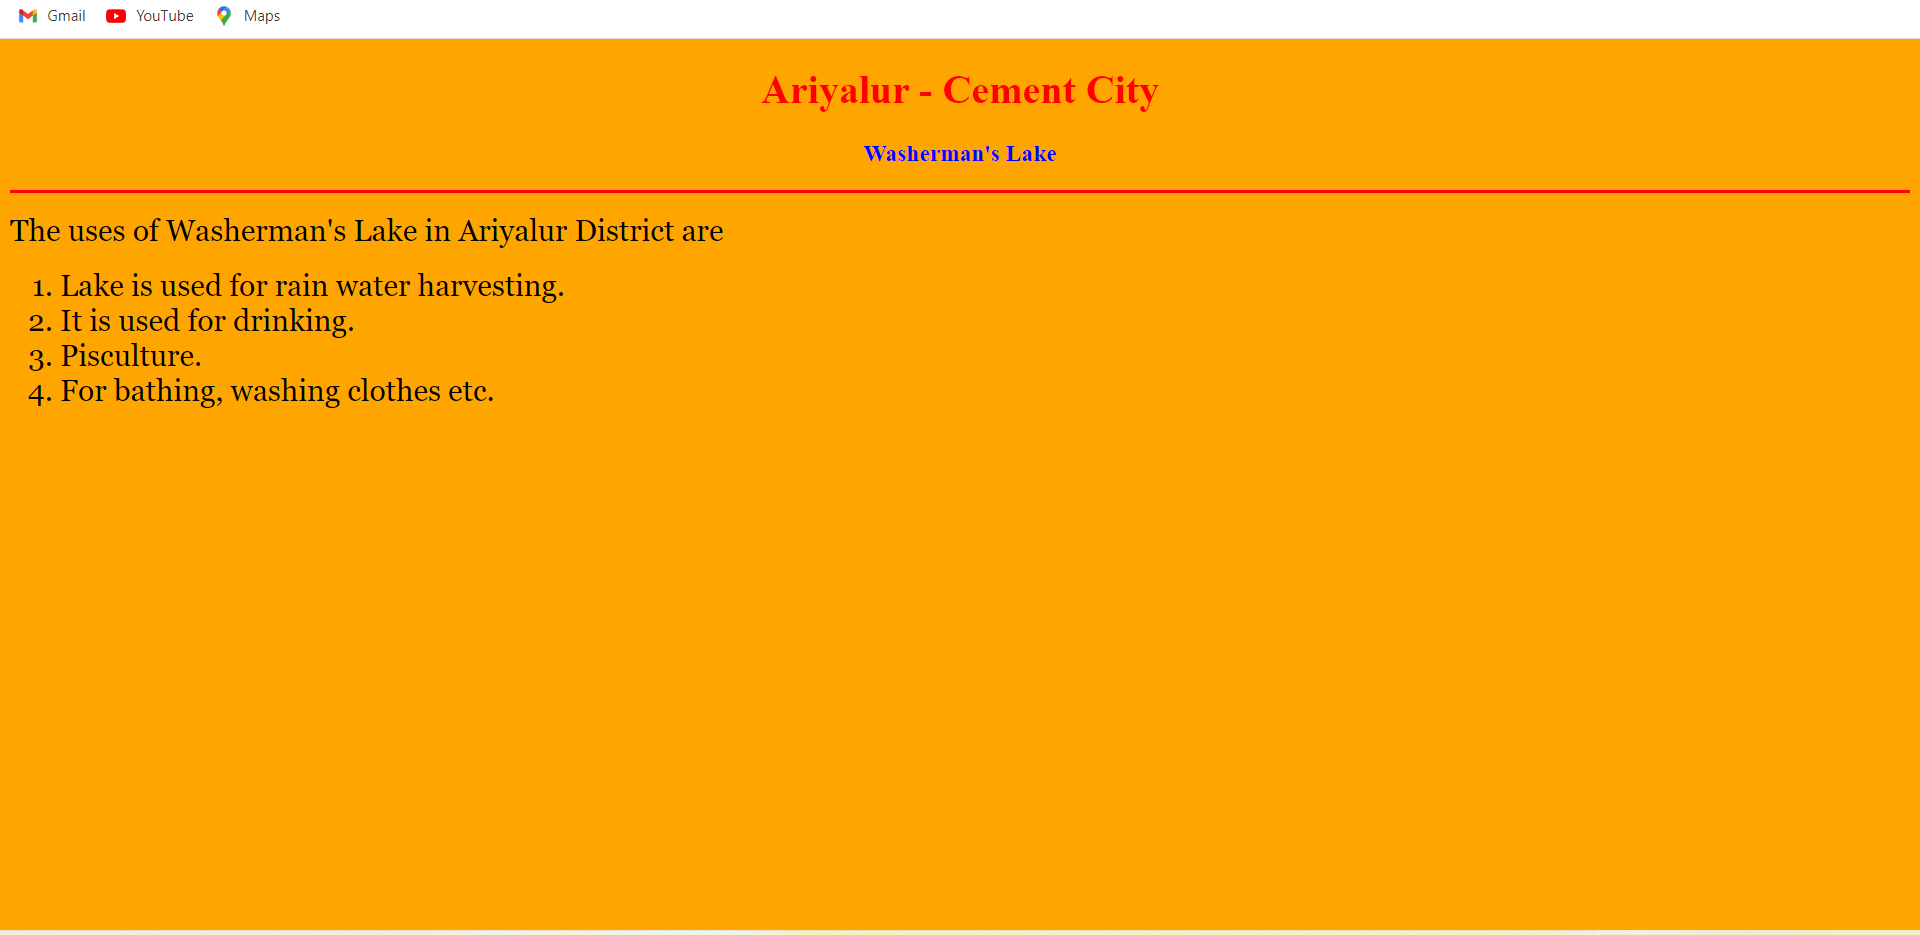 Gmail YouTube Maps
Ariyalur - Cement City
Washerman's Lake
The uses of Washerman's Lake in Ariyalur District are
1. Lake is used for rain water harvesting.
2. It is used for drinking.
3. Pisculture.
4. For bathing, washing clothes etc.